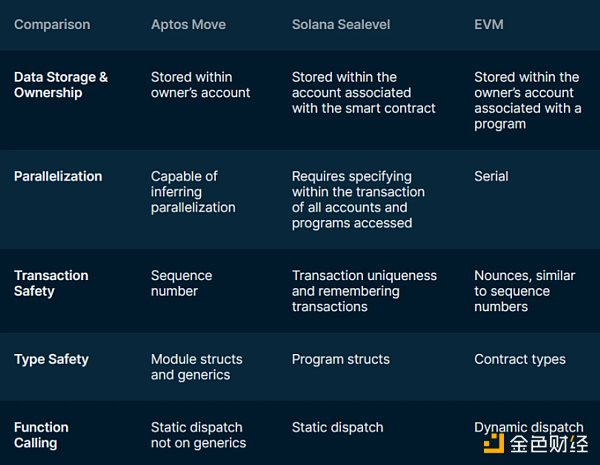 Comparison Aptos Move Solana Sealevel EVM
Data Storage & Stored within Stored within the Stored within the
Ownership owner's account account associated owner's account
with the smart contract associated with a
program
Parallelization Capable of Requires specifying Serial
inferring within the transaction
parallelization of all accounts and
programs accessed
Transaction Sequence Transaction uniqueness Nounces, similar
Safety number and remembering to sequence
transactions numbers
Type Safety Module structs Program structs Contract types
and generics
Function Static dispatch Static dispatch Dynamic dispatch
Calling not on generics
金色财经